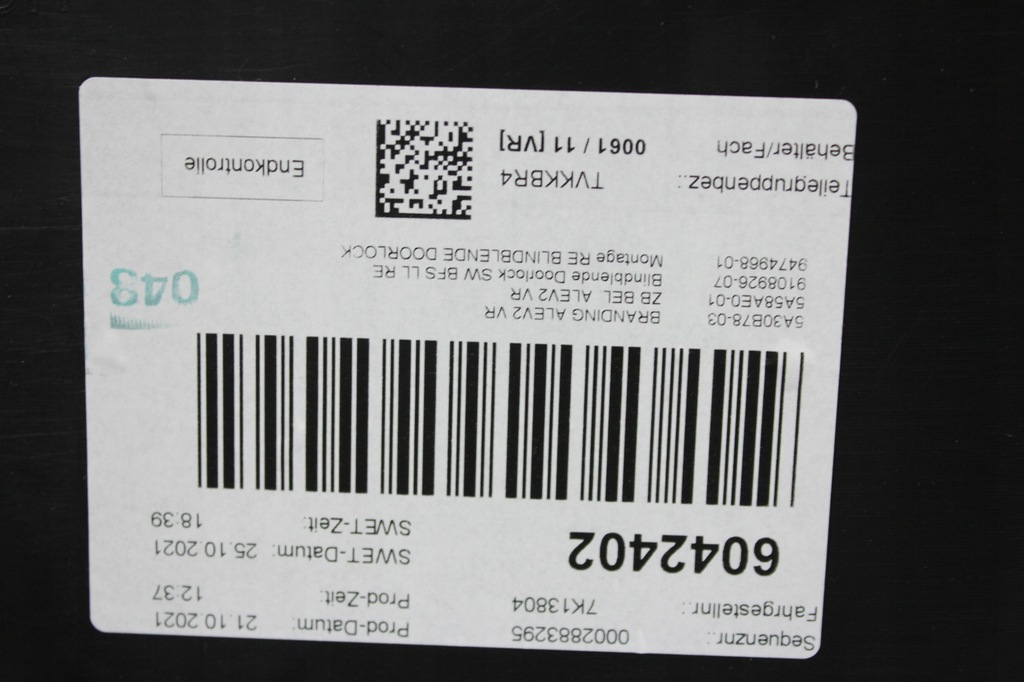 Sequenznr.: 0002883295 Prod-Datum: 21.10.2021
Fahrgestellnr.: 7K13804 Prod-Zeit: 12:37
6042402 SWET-Datum: 25.10.2021
SWET-Zeit: 18:39
5A30B78-03 BRANDING ALEV2 VR
5A58AE0-01 ZB BEL ALEV2 VR
9108926-07 Blindblende Doorlock SW BFS LL RE
9474968-01 Montage RE BLINDBLENDE DOORLOCK
043
Teilegruppenbez.: TVKKBR4
Behälter/Fach 0061 / 11 [VR]
Endkontrolle